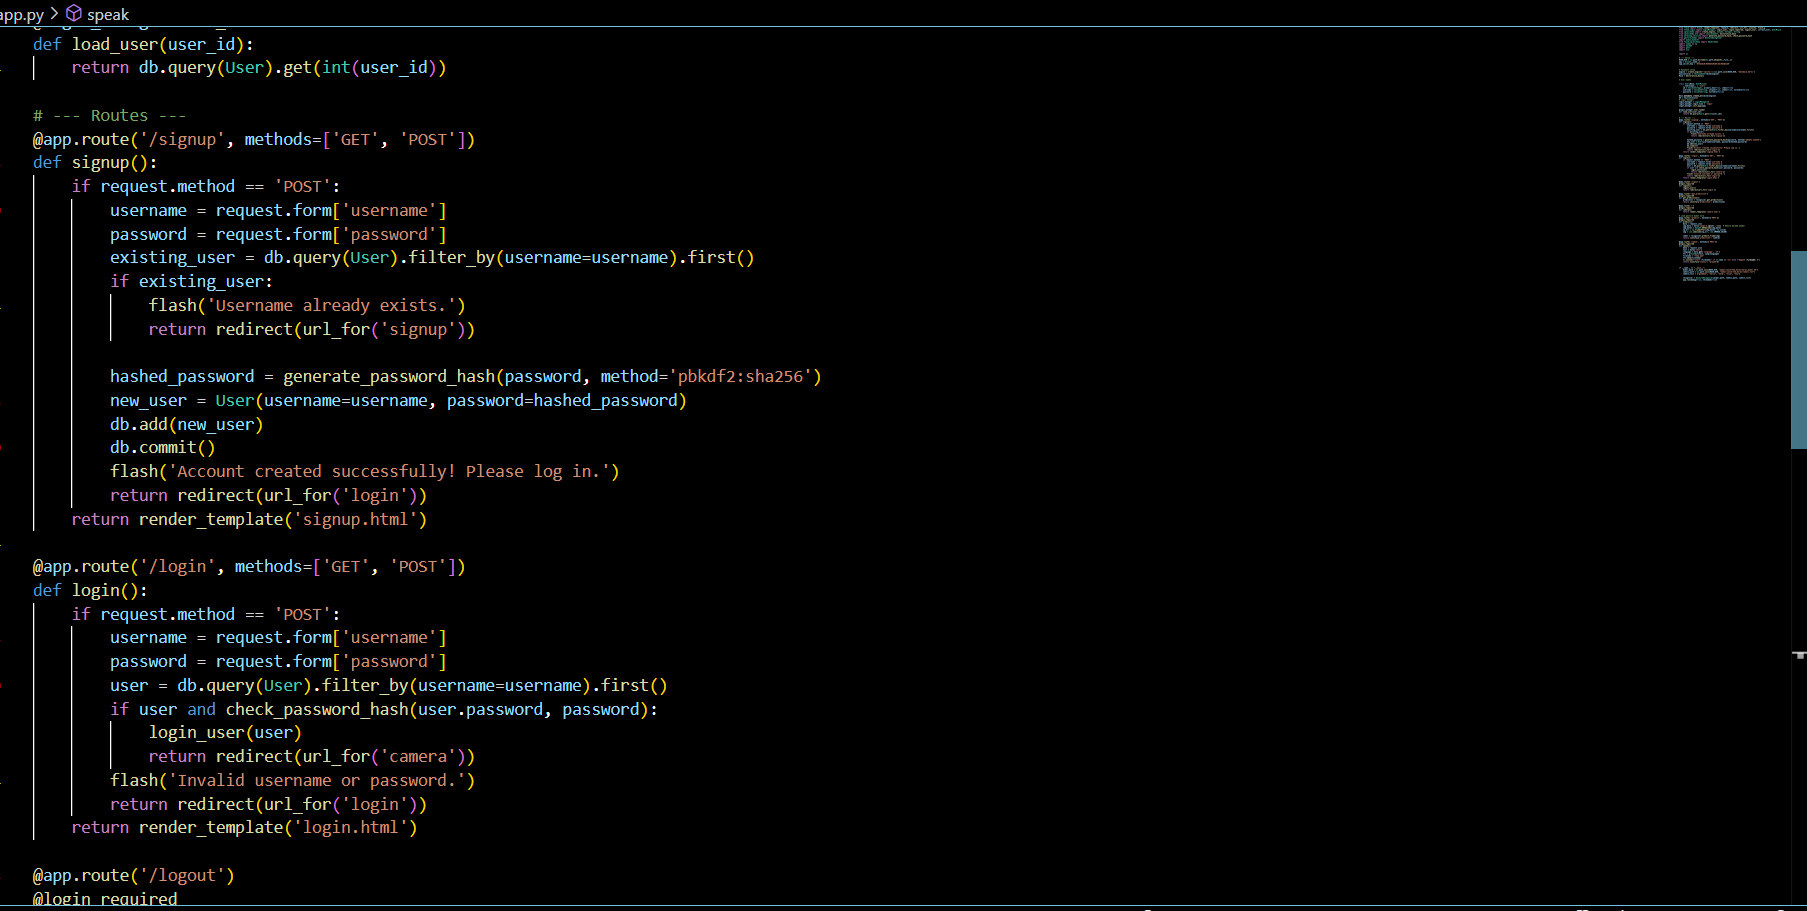 app.py > speak
def load_user(user_id):
    return db.query(User).get(int(user_id))

# --- Routes ---
@app.route('/signup', methods=['GET', 'POST'])
def signup():
    if request.method == 'POST':
        username = request.form['username']
        password = request.form['password']
        existing_user = db.query(User).filter_by(username=username).first()
        if existing_user:
            flash('Username already exists.')
            return redirect(url_for('signup'))

        hashed_password = generate_password_hash(password, method='pbkdf2:sha256')
        new_user = User(username=username, password=hashed_password)
        db.add(new_user)
        db.commit()
        flash('Account created successfully! Please log in.')
        return redirect(url_for('login'))
    return render_template('signup.html')

@app.route('/login', methods=['GET', 'POST'])
def login():
    if request.method == 'POST':
        username = request.form['username']
        password = request.form['password']
        user = db.query(User).filter_by(username=username).first()
        if user and check_password_hash(user.password, password):
            login_user(user)
            return redirect(url_for('camera'))
        flash('Invalid username or password.')
        return redirect(url_for('login'))
    return render_template('login.html')

@app.route('/logout')
@login_required